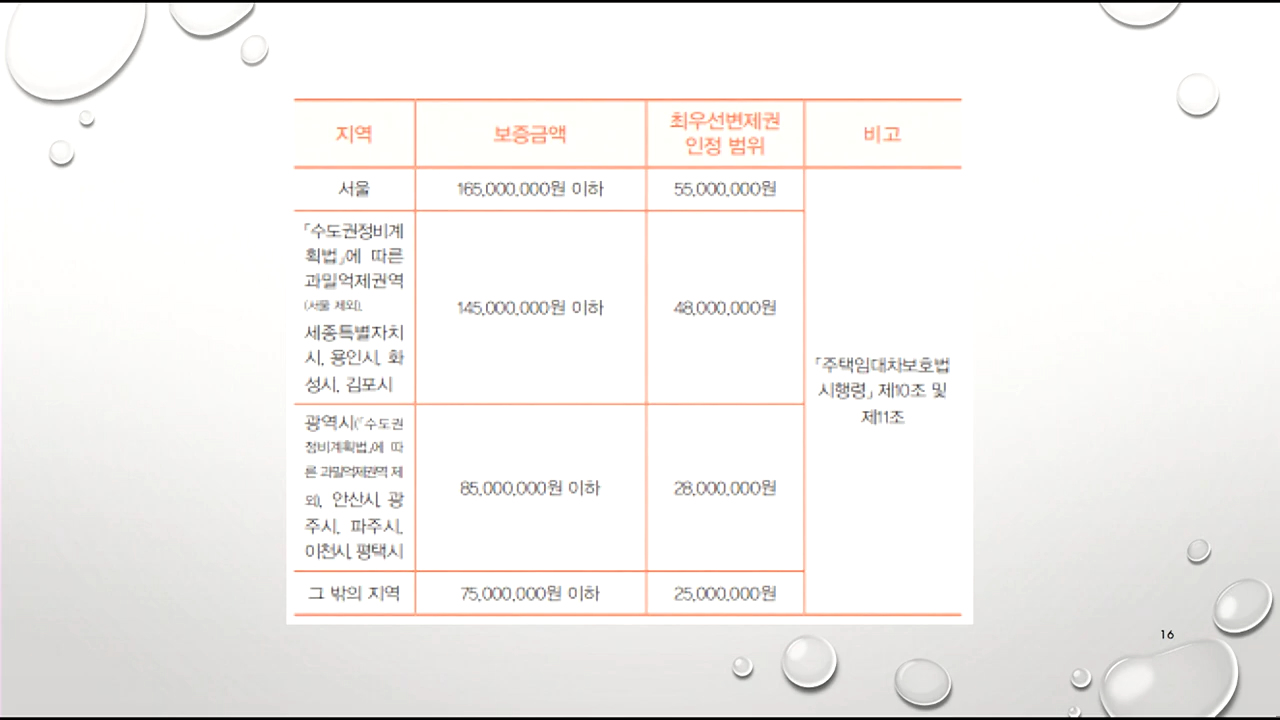 지역
보증금액
최우선변제권
인정 범위
비고
서울
165,000,000원 이하
55,000,000원
「수도권정비계
획법」에 따른
과밀억제권역
(서울 제외),
세종특별자치
시, 용인시, 화
성시, 김포시
145,000,000원 이하
48,000,000원
「주택임대차보호법
시행령」 제10조 및
제11조
광역시(「수도권
정비계획법」에 따
른 과밀억제권역 제
외), 안산시, 광
주시, 파주시,
이천시, 평택시
85,000,000원 이하
28,000,000원
그 밖의 지역
75,000,000원 이하
25,000,000원
16